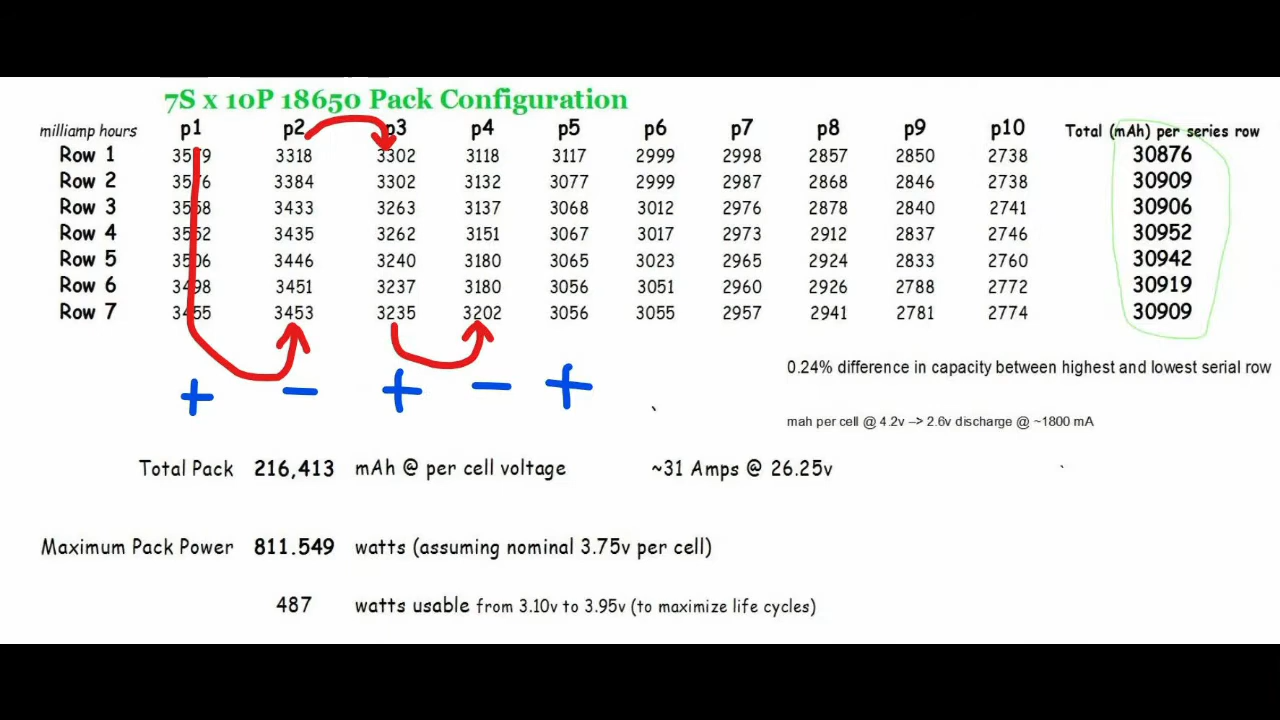 7S x 10P 18650 Pack Configuration
milliamp hours p1 p2 p3 p4 p5 p6 p7 p8 p9 p10 Total (mAh) per series row
Row 1 3579 3318 3302 3118 3117 2999 2998 2857 2850 2738 30876
Row 2 3576 3384 3302 3132 3077 2999 2987 2868 2846 2738 30909
Row 3 3558 3433 3263 3137 3068 3012 2976 2878 2840 2741 30906
Row 4 3552 3435 3262 3151 3067 3017 2973 2912 2837 2746 30952
Row 5 3506 3446 3240 3180 3065 3023 2965 2924 2833 2760 30942
Row 6 3498 3451 3237 3180 3056 3051 2960 2926 2788 2772 30919
Row 7 3455 3453 3235 3202 3056 3055 2957 2941 2781 2774 30909
0.24% difference in capacity between highest and lowest serial row
+ − + − +
mah per cell @ 4.2v --> 2.6v discharge @ ~1800 mA
Total Pack 216,413 mAh @ per cell voltage ~31 Amps @ 26.25v
Maximum Pack Power 811.549 watts (assuming nominal 3.75v per cell)
487 watts usable from 3.10v to 3.95v (to maximize life cycles)